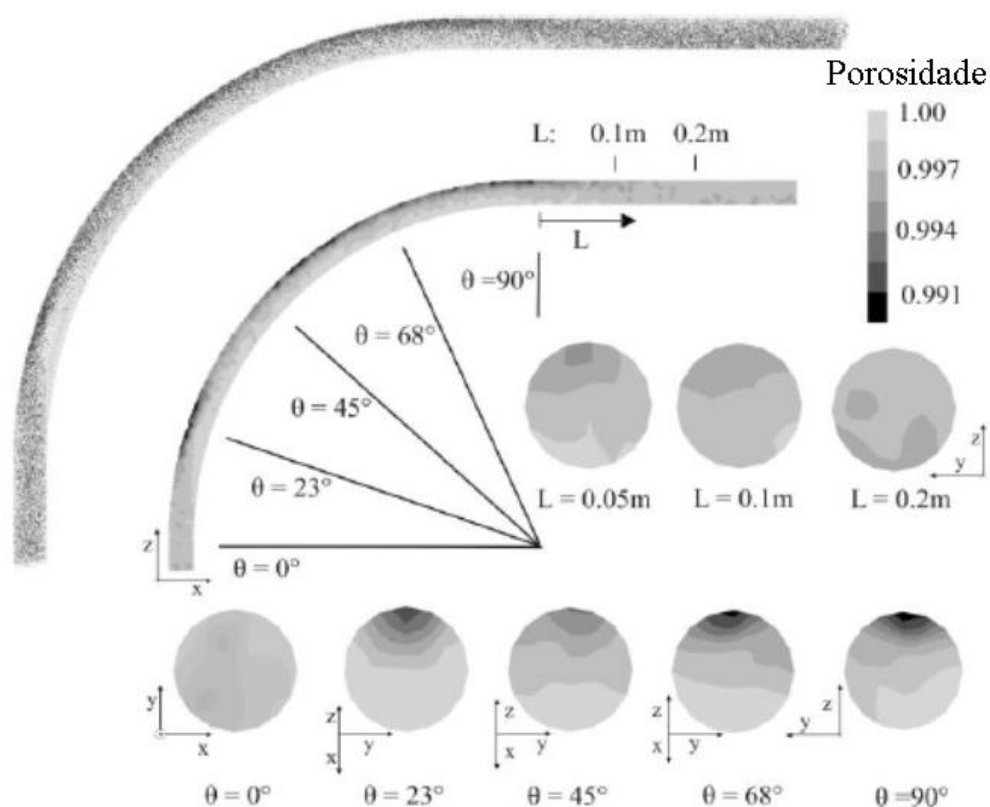 Porosidade
1.00
0.997
0.994
0.991
L: 0.1m 0.2m
L
θ =90°
θ = 68°
θ = 45°
θ = 23°
θ = 0°
z
x
z
y
L = 0.05m L = 0.1m L = 0.2m
y
x
z
x
y
z
x
y
z
x
y
y
z
θ = 0° θ = 23° θ = 45° θ = 68° θ =90°